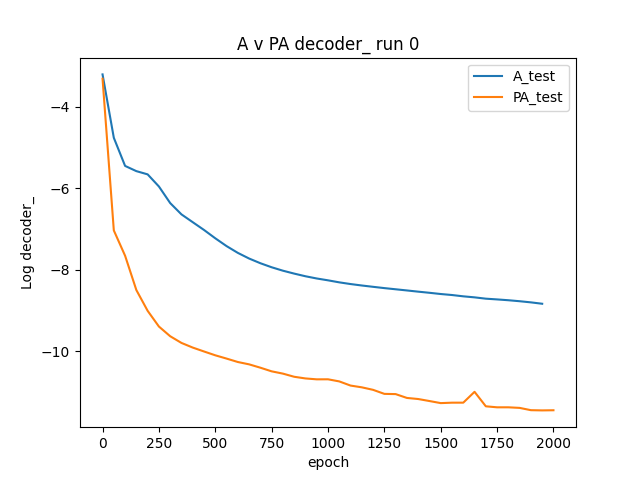 A v PA decoder_ run 0
A_test
PA_test
Log decoder_
−4
−6
−8
−10
0 250 500 750 1000 1250 1500 1750 2000
epoch